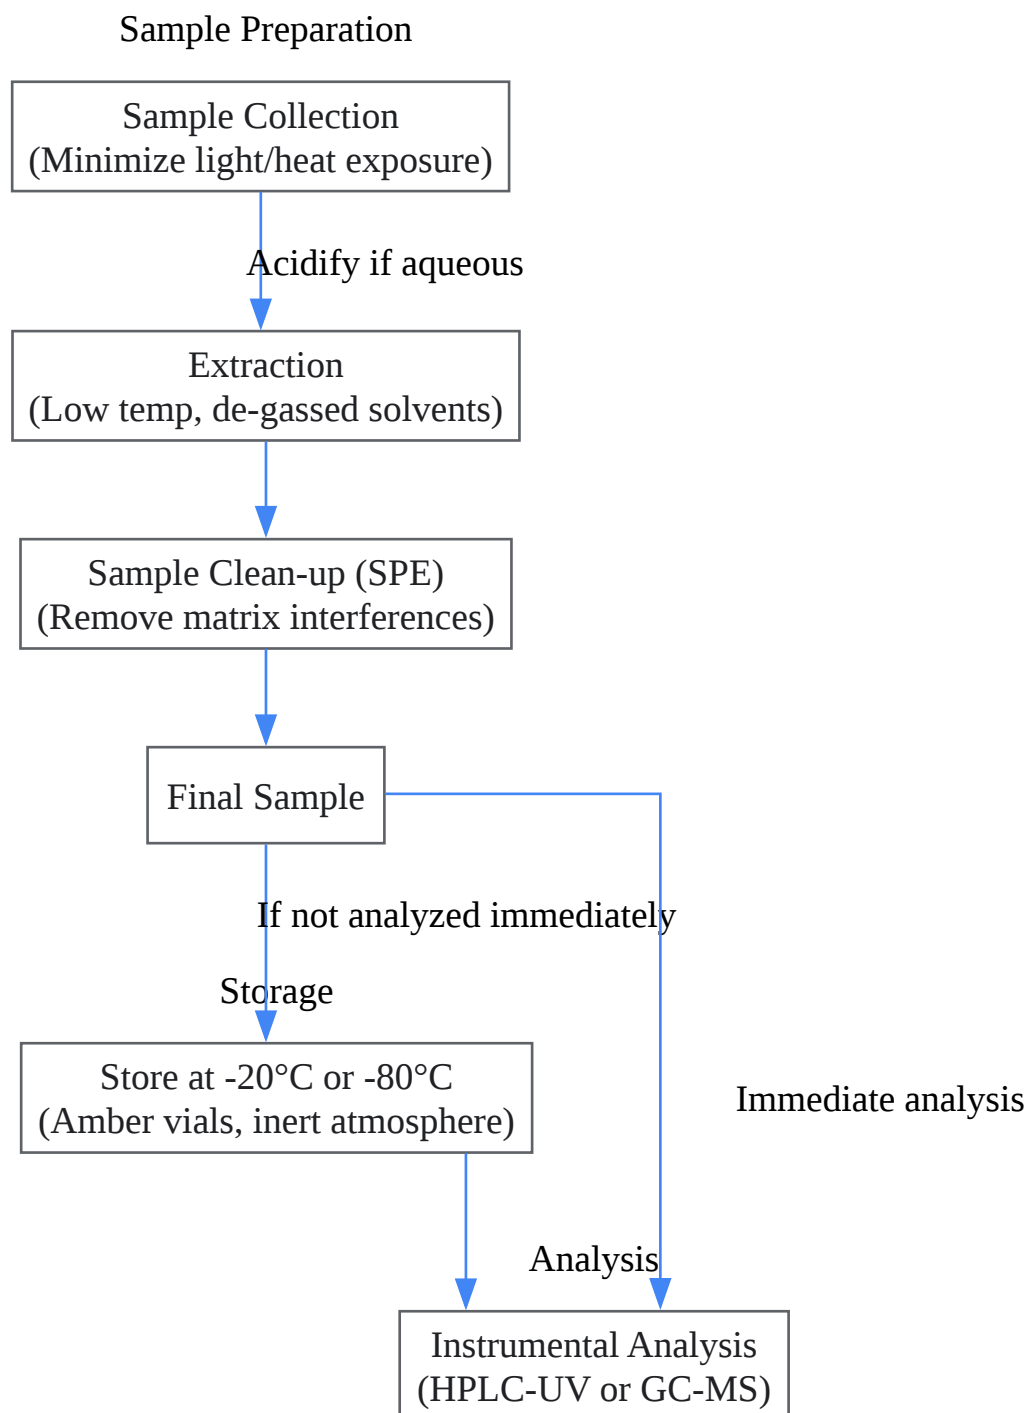 Sample Preparation
Sample Collection
(Minimize light/heat exposure)
Acidify if aqueous
Extraction
(Low temp, de-gassed solvents)
Sample Clean-up (SPE)
(Remove matrix interferences)
Final Sample
If not analyzed immediately
Storage
Store at -20°C or -80°C
(Amber vials, inert atmosphere)
Immediate analysis
Analysis
Instrumental Analysis
(HPLC-UV or GC-MS)